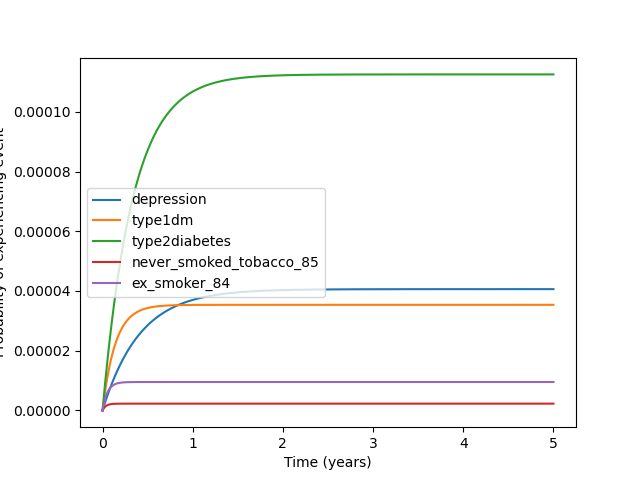 0.00010
0.00008
0.00006
0.00004
0.00002
0.00000
depression
type1dm
type2diabetes
never_smoked_tobacco_85
ex_smoker_84
0 1 2 3 4 5
Time (years)